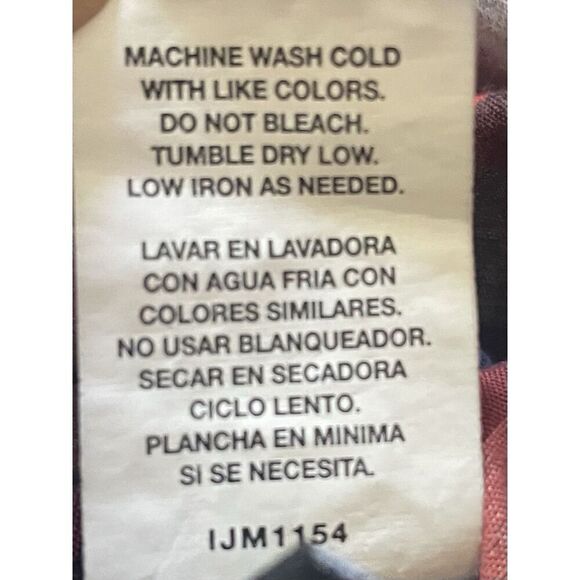 MACHINE WASH COLD
WITH LIKE COLORS.
DO NOT BLEACH.
TUMBLE DRY LOW.
LOW IRON AS NEEDED.
LAVAR EN LAVADORA
CON AGUA FRIA CON
COLORES SIMILARES.
NO USAR BLANQUEADOR.
SECAR EN SECADORA
CICLO LENTO.
PLANCHA EN MINIMA
SI SE NECESITA.
IJM1154